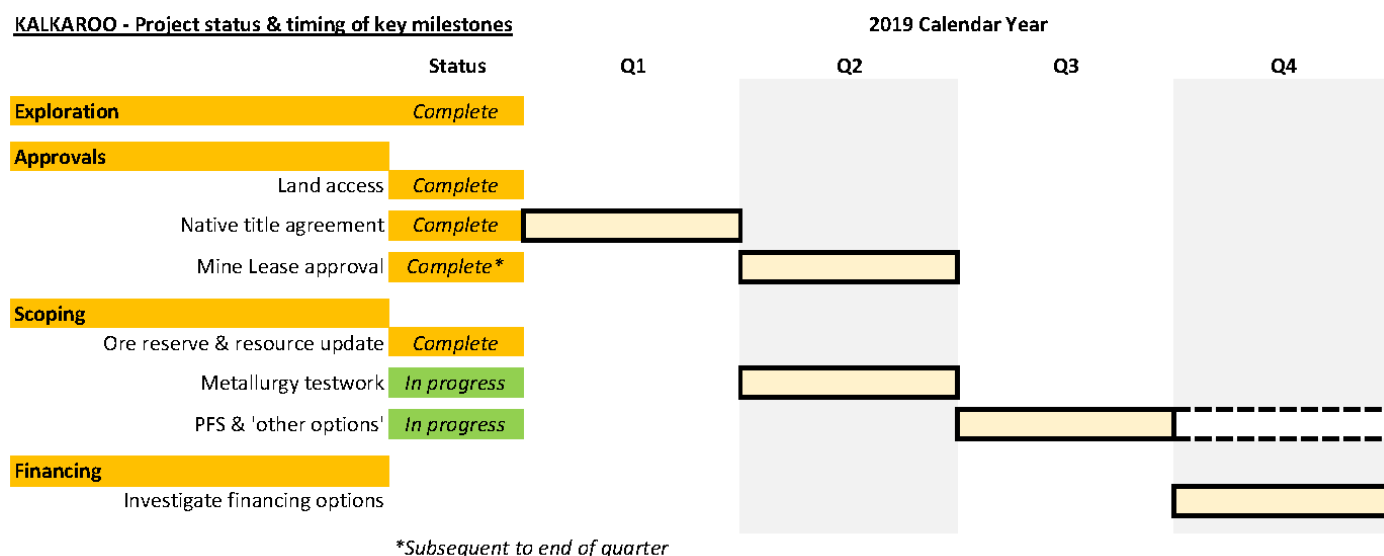 KALKAROO - Project status & timing of key milestones 2019 Calendar Year
Status Q1 Q2 Q3 Q4
Exploration Complete
Approvals
Land access Complete
Native title agreement Complete
Mine Lease approval Complete*
Scoping
Ore reserve & resource update Complete
Metallurgy testwork In progress
PFS & 'other options' In progress
Financing
Investigate financing options
*Subsequent to end of quarter